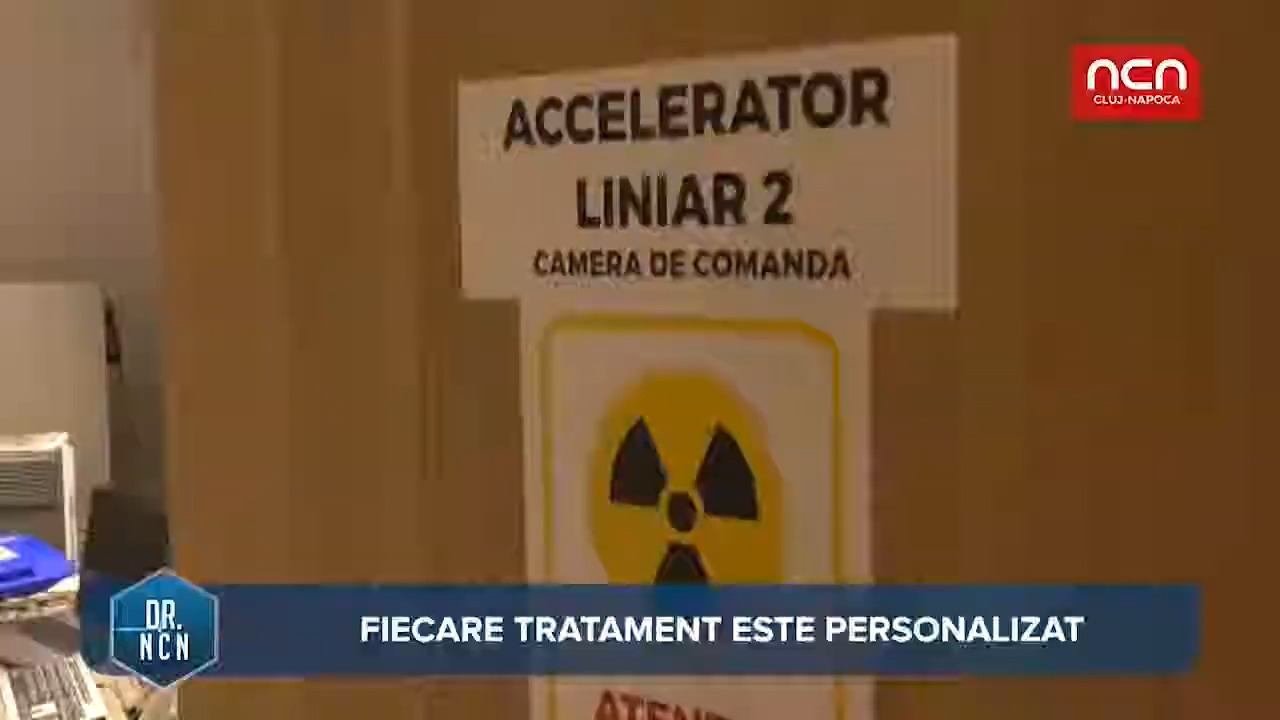 ncn
CLUJ-NAPOCA
ACCELERATOR
LINIAR 2
CAMERA DE COMANDA
DR.
NCN
FIECARE TRATAMENT ESTE PERSONALIZAT